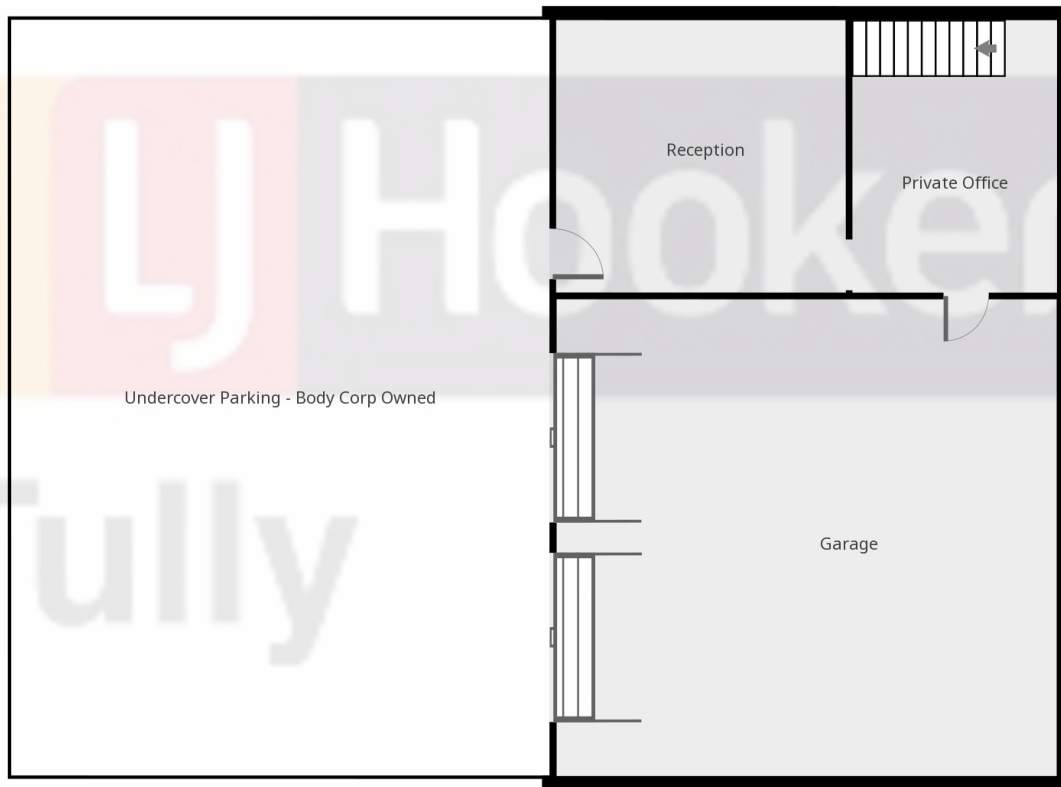 Reception
Private Office
LJ Hooker
Undercover Parking - Body Corp Owned
Tully
Garage